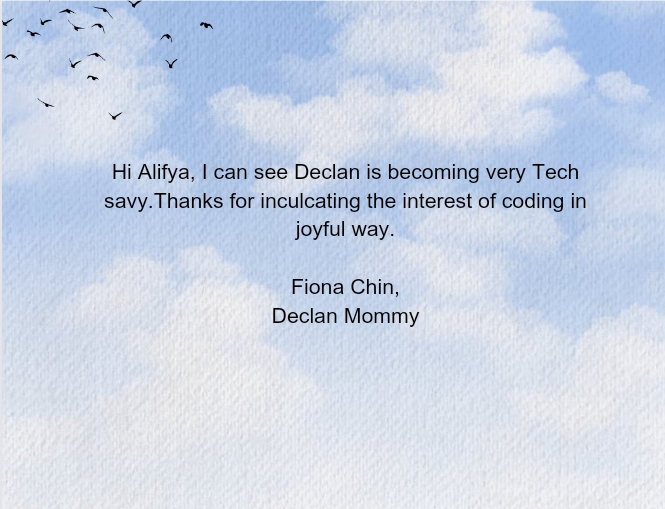 Hi Alifya, I can see Declan is becoming very Tech
savy.Thanks for inculcating the interest of coding in
joyful way.
Fiona Chin,
Declan Mommy